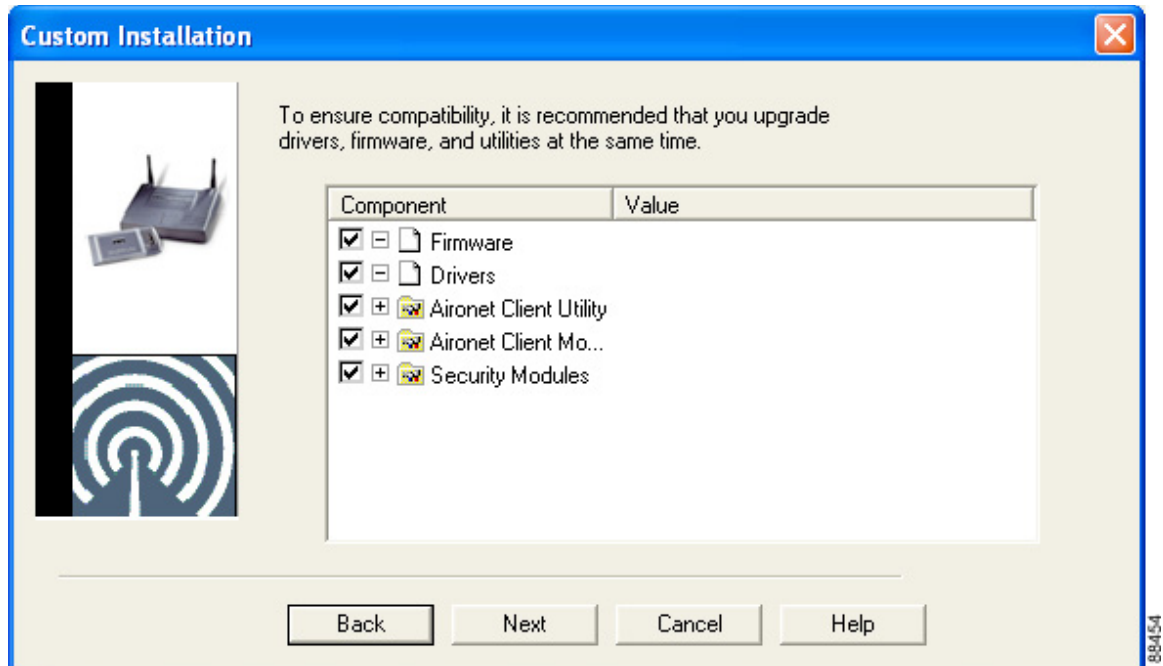 Custom Installation
To ensure compatibility, it is recommended that you upgrade
drivers, firmware, and utilities at the same time.
Component Value
Firmware
Drivers
Aironet Client Utility
Aironet Client Mo...
Security Modules
Back Next Cancel Help
88454